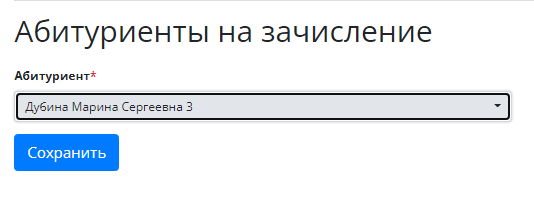 Абитуриенты на зачисление
Абитуриент*
Дубина Марина Сергеевна 3
Сохранить